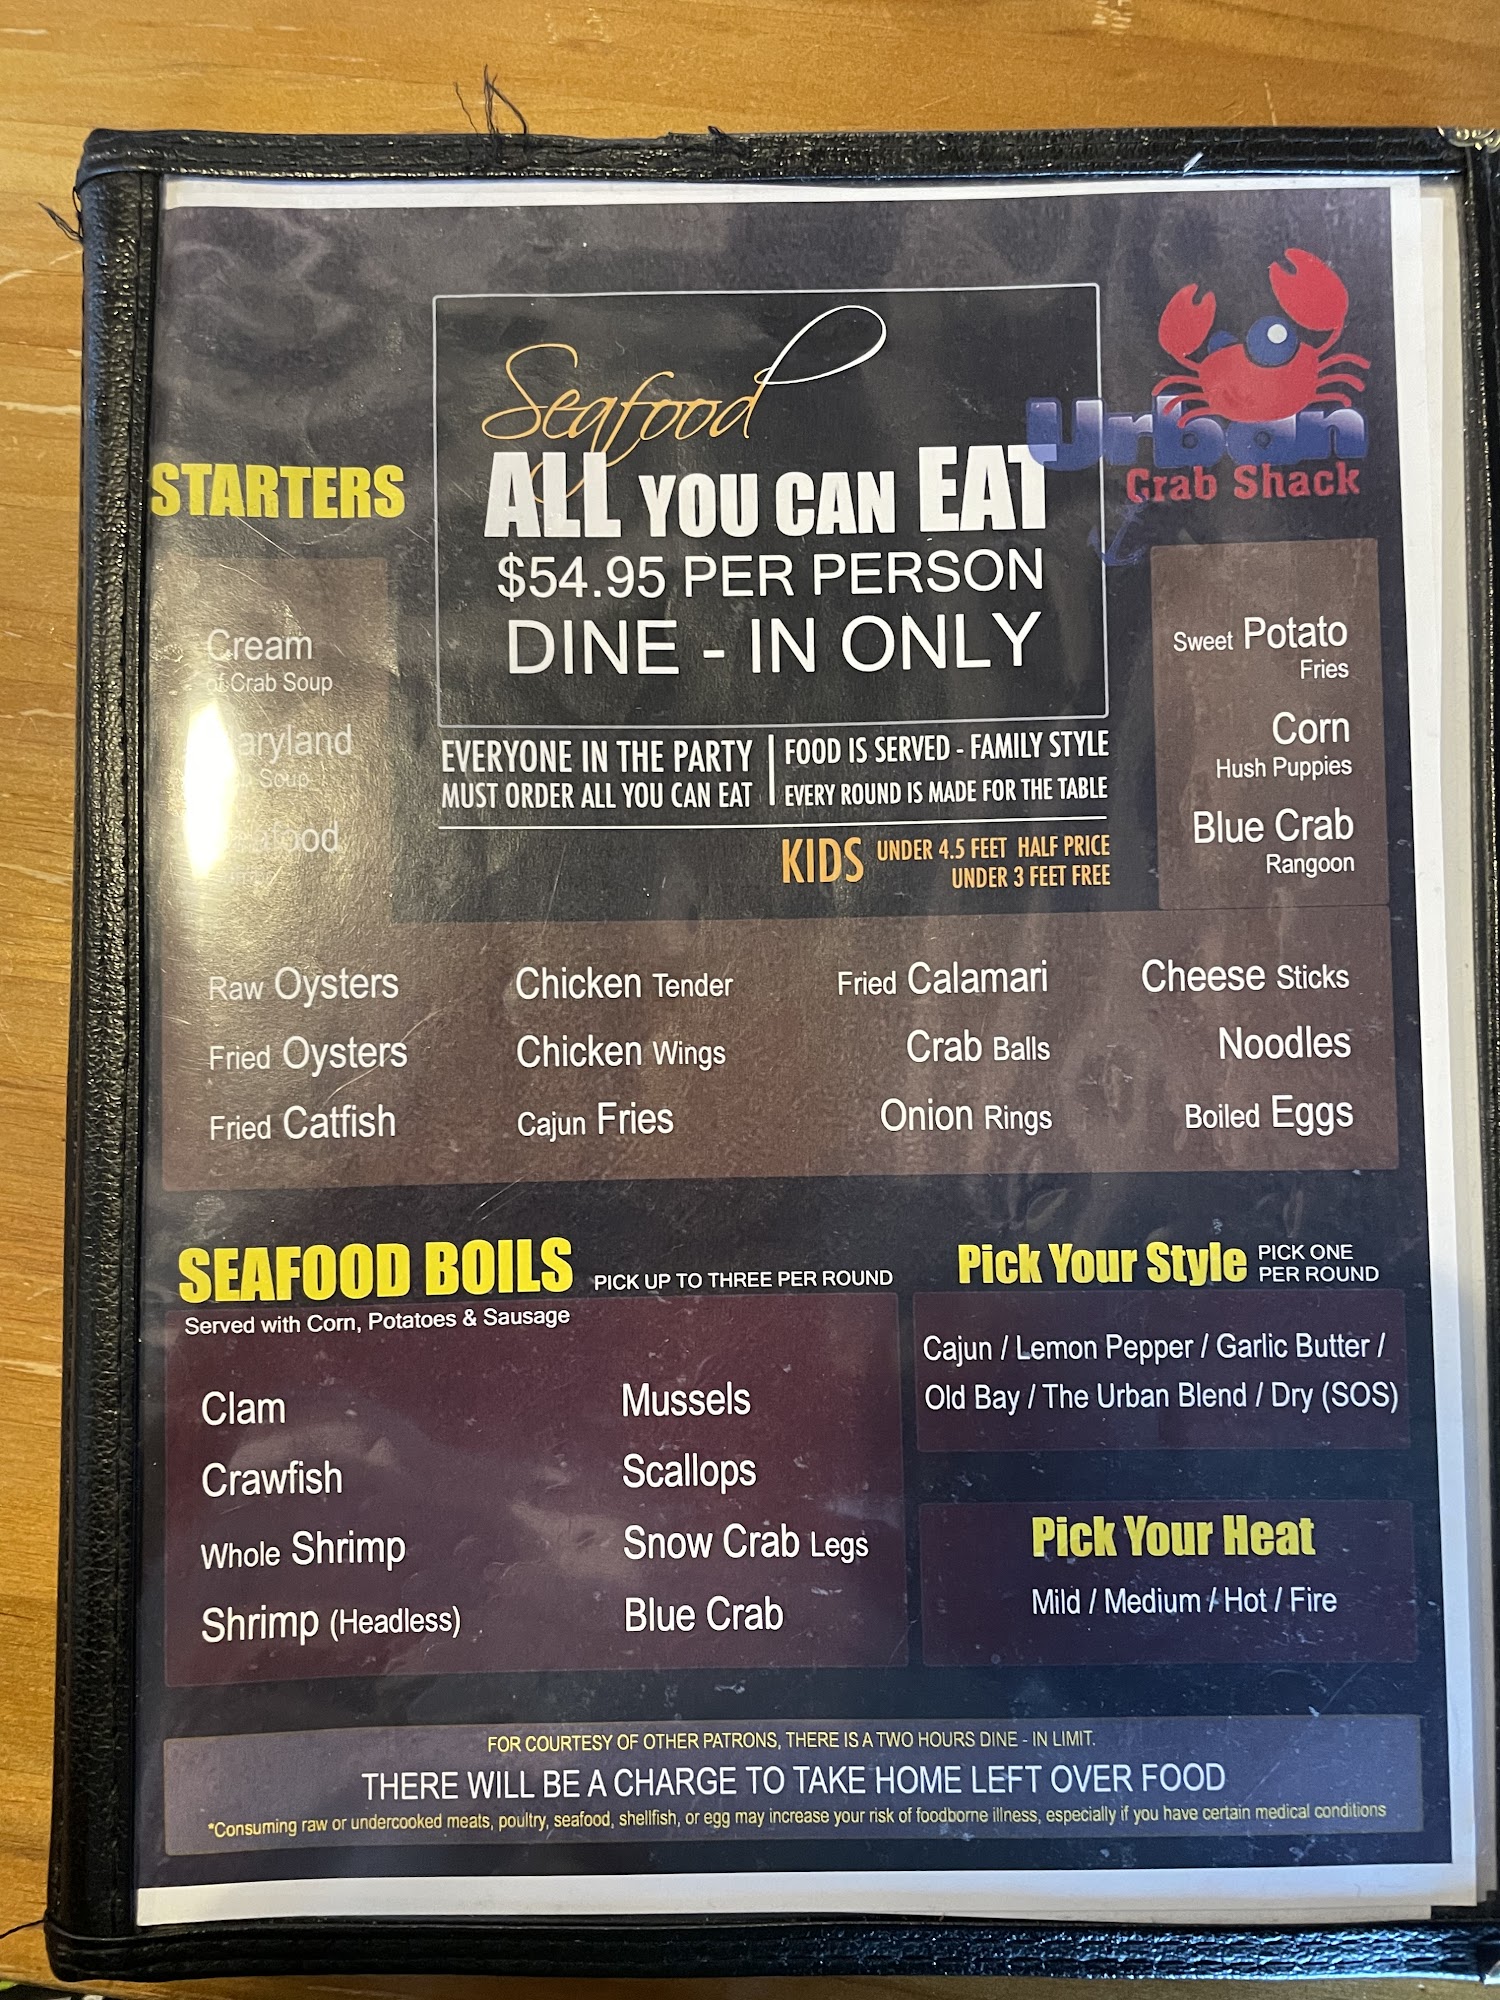 Seafood
ALL YOU CAN EAT
$54.95 PER PERSON
DINE - IN ONLY
Urban
Crab Shack
STARTERS
Cream
of Crab Soup
Soup
EVERYONE IN THE PARTY
MUST ORDER ALL YOU CAN EAT
FOOD IS SERVED - FAMILY STYLE
EVERY ROUND IS MADE FOR THE TABLE
KIDS UNDER 4.5 FEET HALF PRICE
UNDER 3 FEET FREE
Sweet Potato
Fries
Corn
Hush Puppies
Blue Crab
Rangoon
Raw Oysters
Fried Oysters
Fried Catfish
Chicken Tender
Chicken Wings
Cajun Fries
Fried Calamari
Crab Balls
Onion Rings
Cheese Sticks
Noodles
Boiled Eggs
SEAFOOD BOILS PICK UP TO THREE PER ROUND
Served with Corn, Potatoes & Sausage
Clam
Crawfish
Whole Shrimp
Shrimp (Headless)
Mussels
Scallops
Snow Crab Legs
Blue Crab
Pick Your Style PICK ONE
PER ROUND
Cajun / Lemon Pepper / Garlic Butter /
Old Bay / The Urban Blend / Dry (SOS)
Pick Your Heat
Mild / Medium / Hot / Fire
FOR COURTESY OF OTHER PATRONS, THERE IS A TWO HOURS DINE - IN LIMIT.
THERE WILL BE A CHARGE TO TAKE HOME LEFT OVER FOOD
*Consuming raw or undercooked meats, poultry, seafood, shellfish, or egg may increase your risk of foodborne illness, especially if you have certain medical conditions